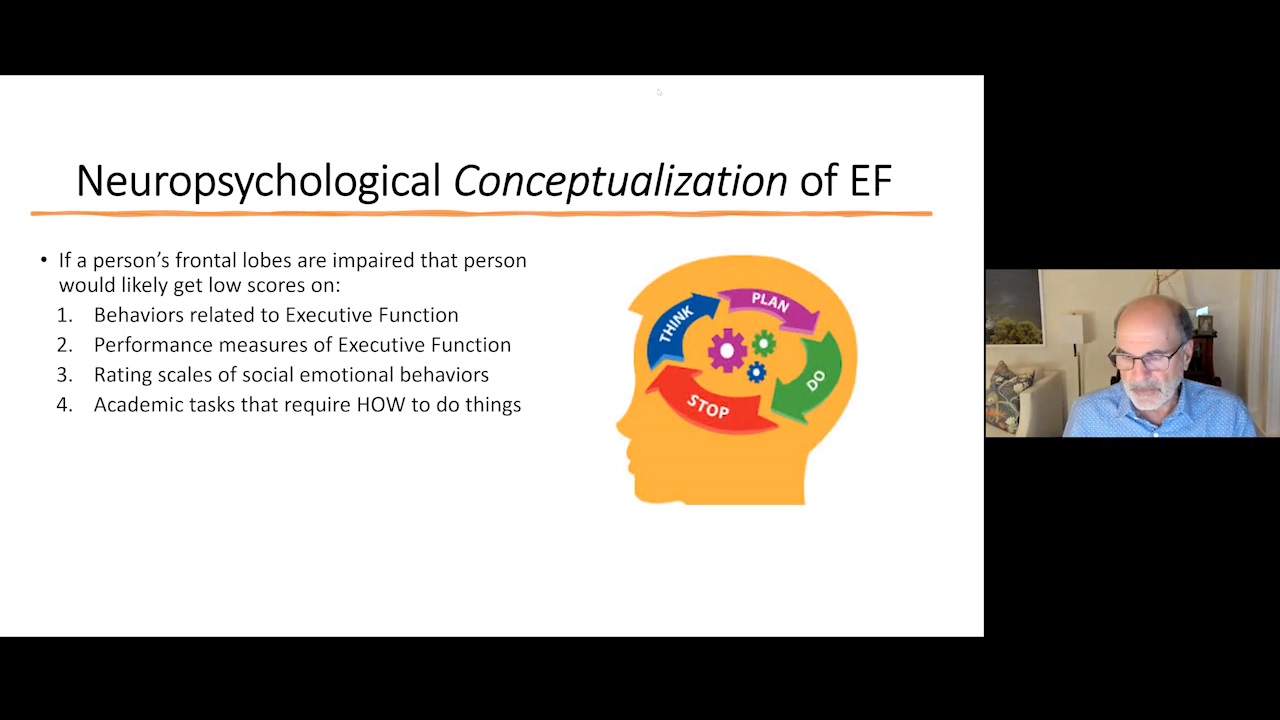 Neuropsychological Conceptualization of EF
• If a person’s frontal lobes are impaired that person
would likely get low scores on:
1. Behaviors related to Executive Function
2. Performance measures of Executive Function
3. Rating scales of social emotional behaviors
4. Academic tasks that require HOW to do things
THINK
PLAN
DO
STOP